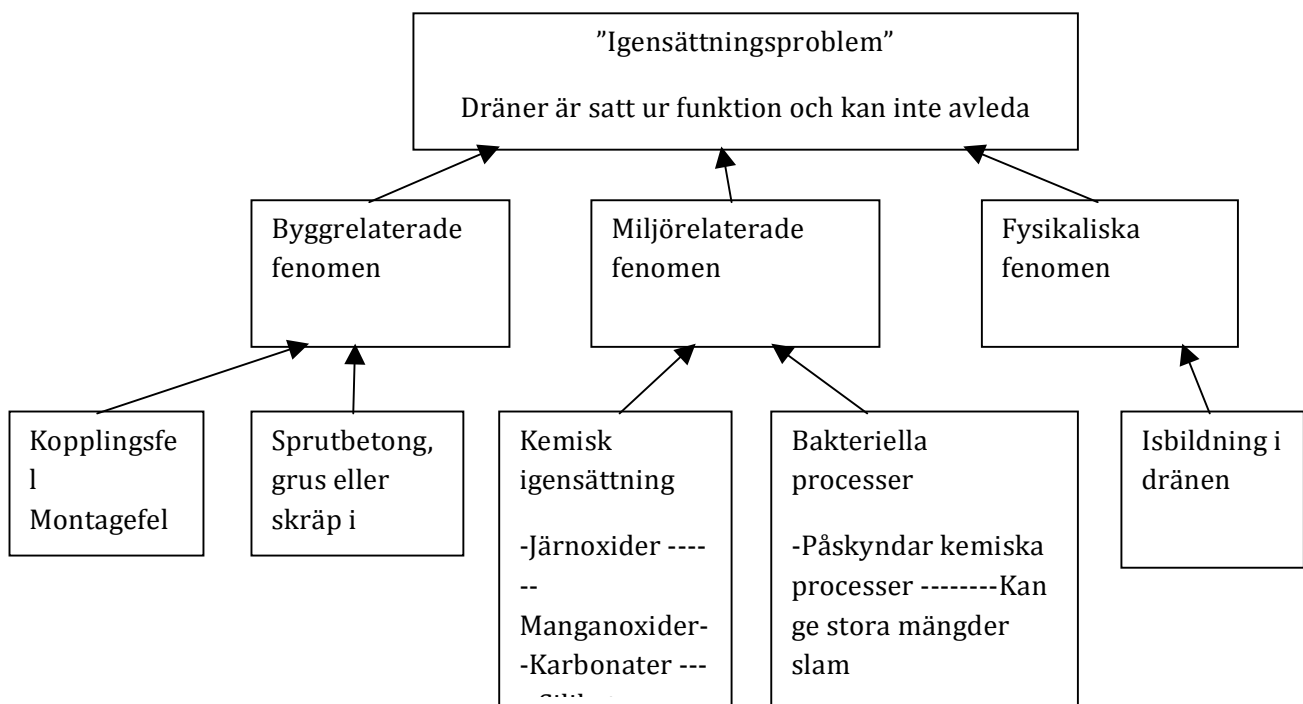 ”Igensättningsproblem”
Dräner är satt ur funktion och kan inte avleda
Byggrelaterade
fenomen
Miljörelaterade
fenomen
Fysikaliska
fenomen
Kopplingsfe
l
Montagefel
Sprutbetong,
grus eller
skräp i
Kemisk
igensättning
-Järnoxider ----
--
Manganoxider-
-Karbonater ---
Bakteriella
processer
-Påskyndar kemiska
processer --------Kan
ge stora mängder
slam
Isbildning i
dränen